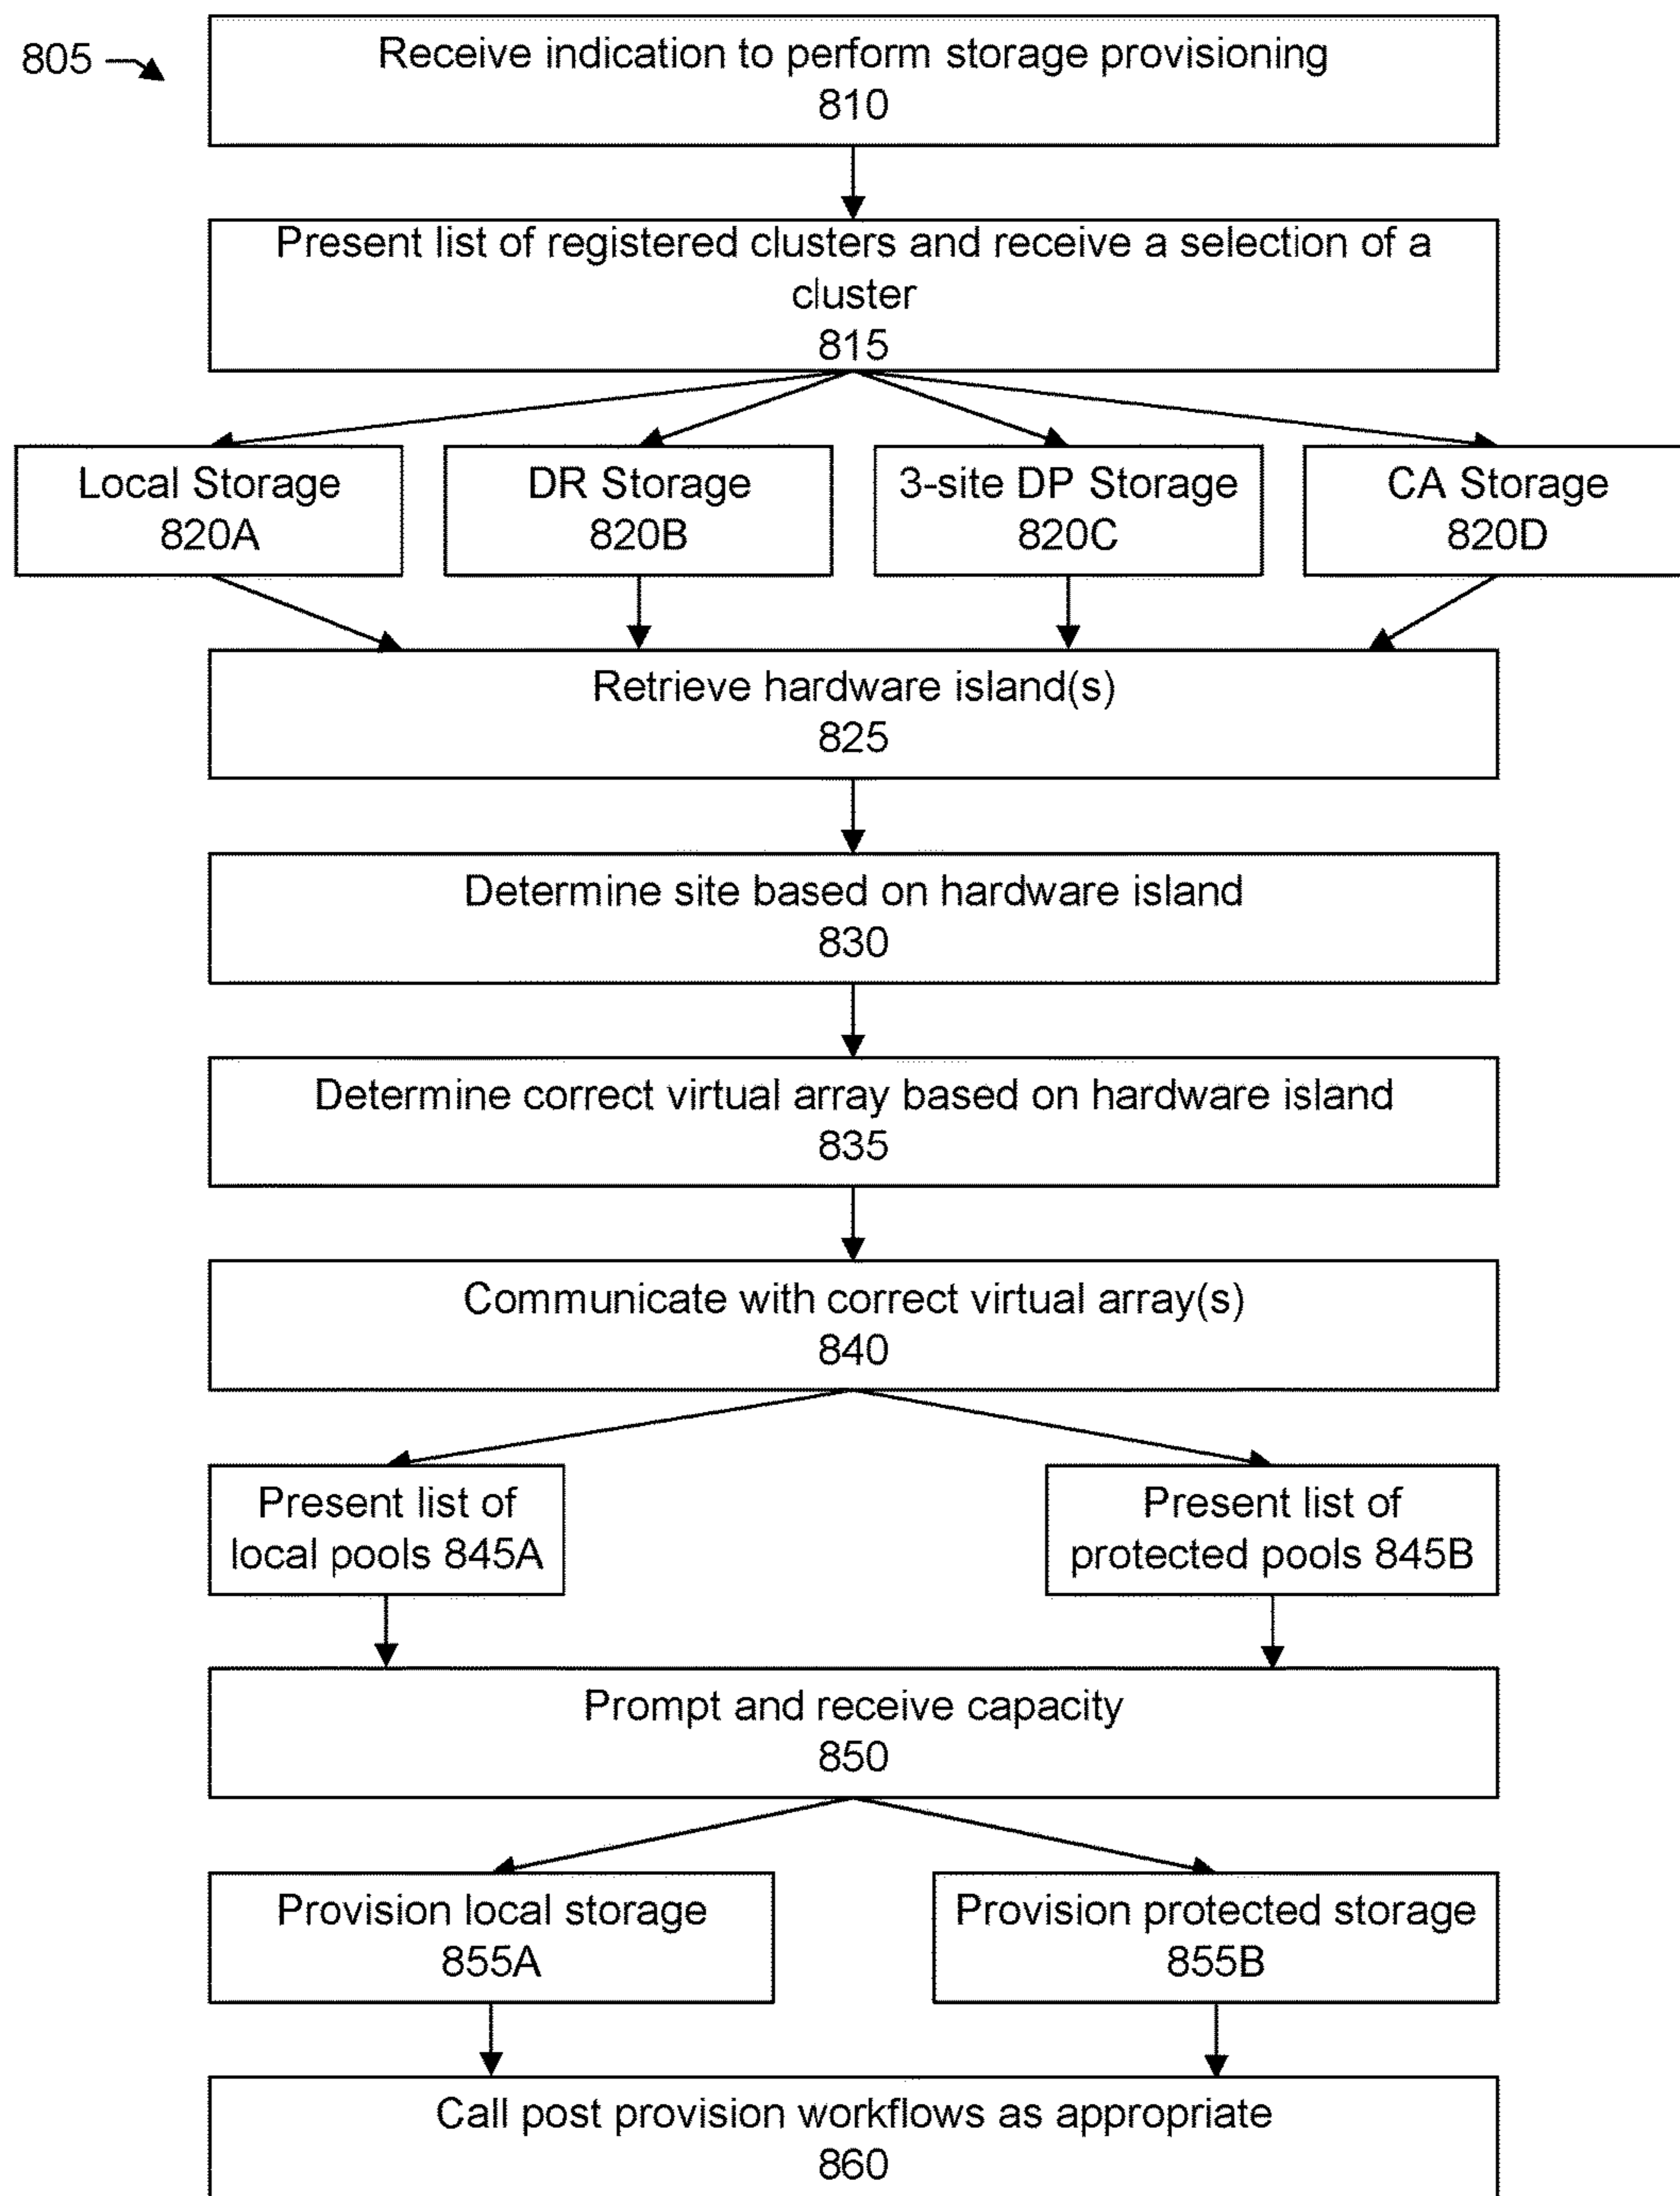 805
Receive indication to perform storage provisioning
810
Present list of registered clusters and receive a selection of a
cluster
815
Local Storage
820A
DR Storage
820B
3-site DP Storage
820C
CA Storage
820D
Retrieve hardware island(s)
825
Determine site based on hardware island
830
Determine correct virtual array based on hardware island
835
Communicate with correct virtual array(s)
840
Present list of
local pools 845A
Present list of
protected pools 845B
Prompt and receive capacity
850
Provision local storage
855A
Provision protected storage
855B
Call post provision workflows as appropriate
860